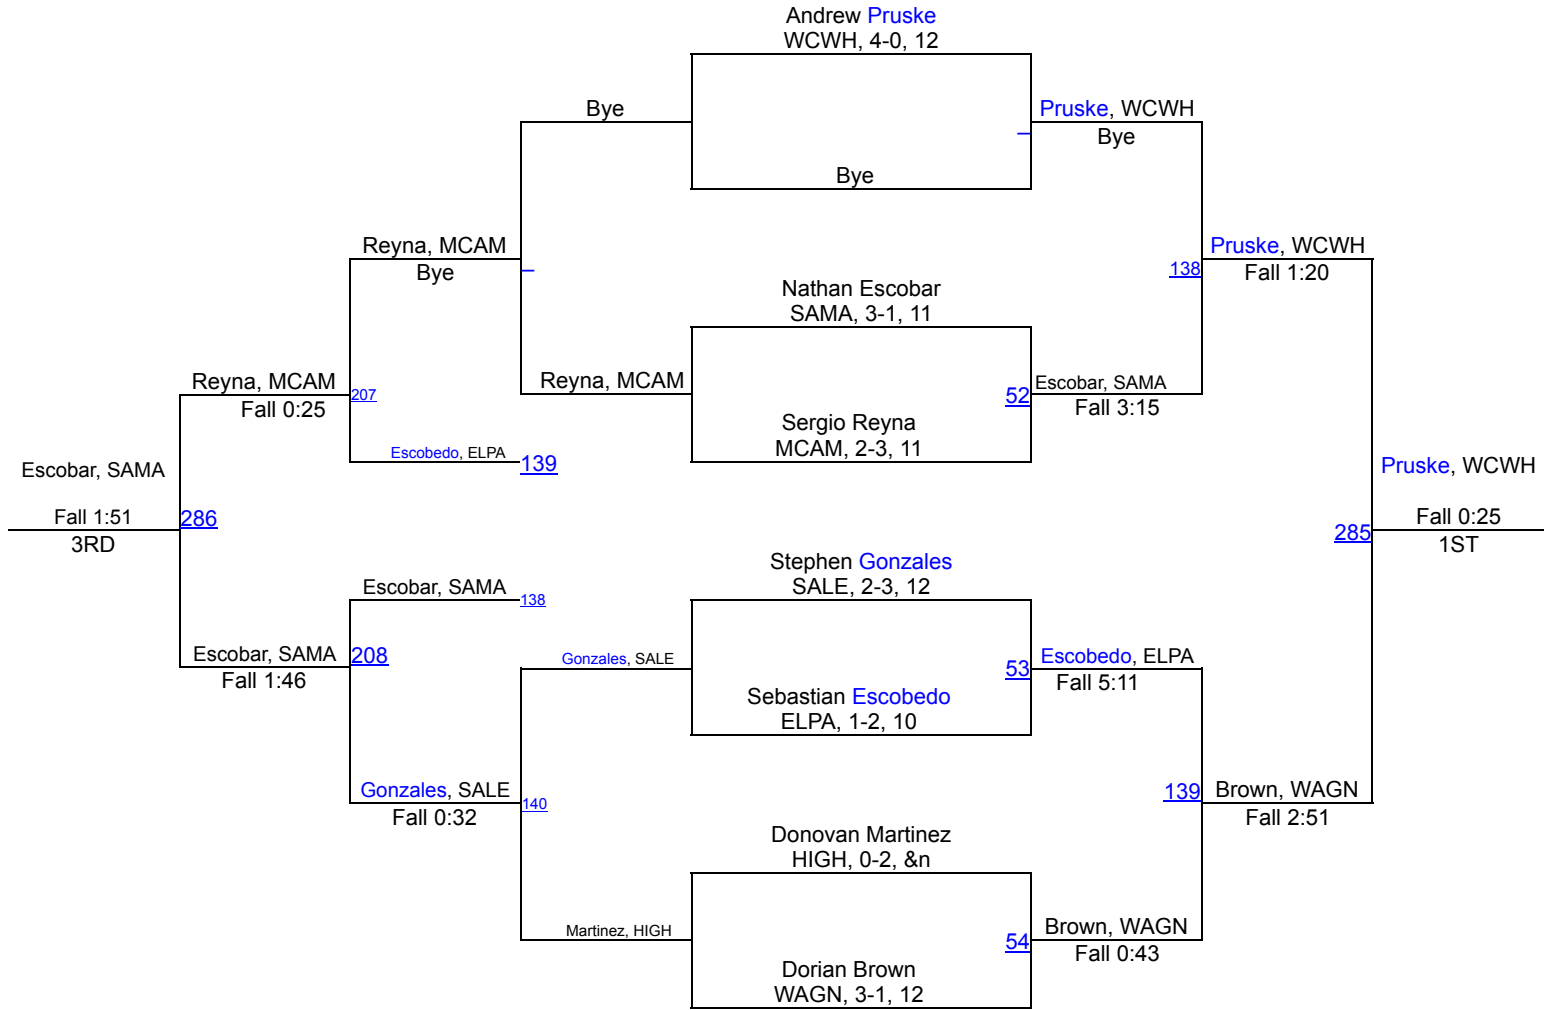 Andrew Pruske
WCWH, 4-0, 12
Bye
Pruske, WCWH
Bye
Bye
Reyna, MCAM
Bye
Pruske, WCWH
138
Fall 1:20
Nathan Escobar
SAMA, 3-1, 11
Reyna, MCAM
Fall 0:25
207
Reyna, MCAM
52
Escobar, SAMA
Fall 3:15
Sergio Reyna
MCAM, 2-3, 11
Escobedo, ELPA
139
Escobar, SAMA
Pruske, WCWH
Fall 1:51
286
3RD
285
Fall 0:25
1ST
Stephen Gonzales
SALE, 2-3, 12
Escobar, SAMA
138
Escobar, SAMA
208
Fall 1:46
Gonzales, SALE
53
Escobedo, ELPA
Fall 5:11
Sebastian Escobedo
ELPA, 1-2, 10
Gonzales, SALE
140
Fall 0:32
139
Brown, WAGN
Fall 2:51
Donovan Martinez
HIGH, 0-2, &n
Martinez, HIGH
54
Brown, WAGN
Fall 0:43
Dorian Brown
WAGN, 3-1, 12